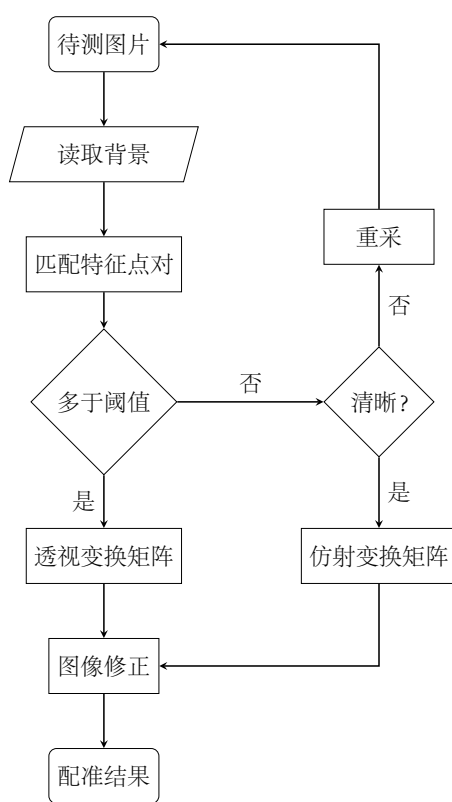 待测图片
读取背景
重采
匹配特征点对
否
否
多于阈值
清晰?
是
是
透视变换矩阵
仿射变换矩阵
图像修正
配准结果